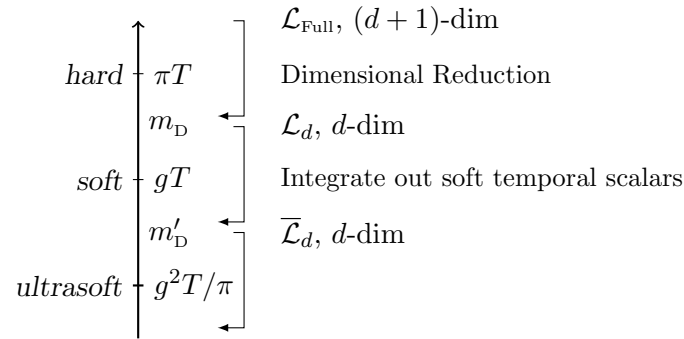 ℒ_Full, (d + 1)-dim
hard πT Dimensional Reduction
m_D ℒ_d, d-dim
soft gT Integrate out soft temporal scalars
m′_D ℒ̅_d, d-dim
ultrasoft g²T/π